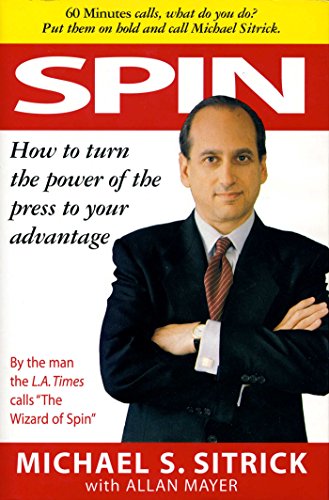 60 Minutes calls, what do you do?
Put them on hold and call Michael Sitrick.
SPIN
How to turn
the power of the
press to your
advantage
By the man
the L.A. Times
calls "The
Wizard of Spin"
MICHAEL S. SITRICK
with ALLAN MAYER